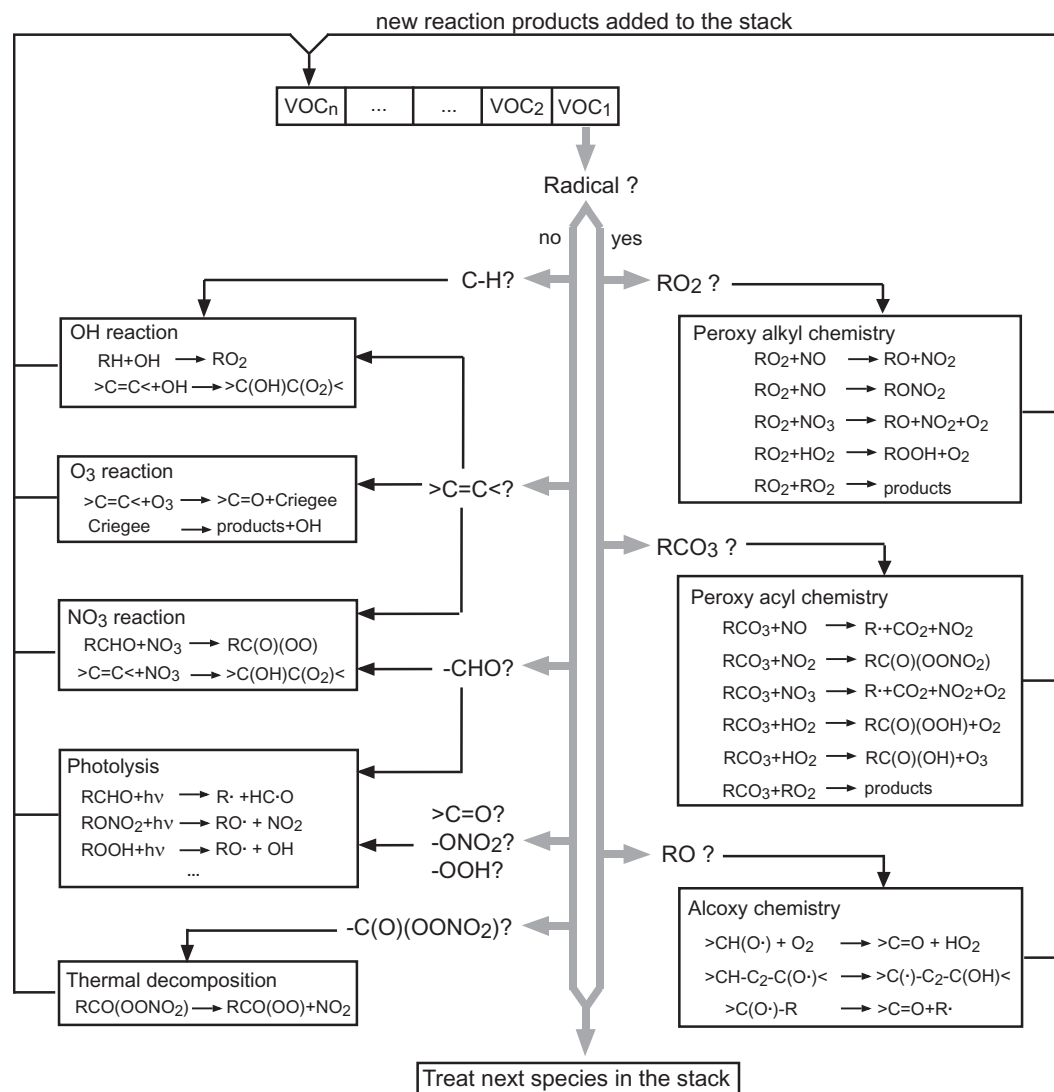 new reaction products added to the stack
VOCn ... ... VOC2 VOC1
Radical ?
no yes
C-H?
OH reaction
RH+OH → RO2
>C=C<+OH → >C(OH)C(O2)<
O3 reaction
>C=C<+O3 → >C=O+Criegee
Criegee → products+OH
>C=C<?
NO3 reaction
RCHO+NO3 → RC(O)(OO)
>C=C<+NO3 → >C(OH)C(O2)<
-CHO?
Photolysis
RCHO+hν → R· +HC·O
RONO2+hν → RO· + NO2
ROOH+hν → RO· + OH
...
>C=O?
-ONO2?
-OOH?
-C(O)(OONO2)?
Thermal decomposition
RCO(OONO2) → RCO(OO)+NO2
RO2 ?
Peroxy alkyl chemistry
RO2+NO → RO+NO2
RO2+NO → RONO2
RO2+NO3 → RO+NO2+O2
RO2+HO2 → ROOH+O2
RO2+RO2 → products
RCO3 ?
Peroxy acyl chemistry
RCO3+NO → R·+CO2+NO2
RCO3+NO2 → RC(O)(OONO2)
RCO3+NO3 → R·+CO2+NO2+O2
RCO3+HO2 → RC(O)(OOH)+O2
RCO3+HO2 → RC(O)(OH)+O3
RCO3+RO2 → products
RO ?
Alcoxy chemistry
>CH(O·) + O2 → >C=O + HO2
>CH-C2-C(O·)< → >C(·)-C2-C(OH)<
>C(O·)-R → >C=O+R·
Treat next species in the stack